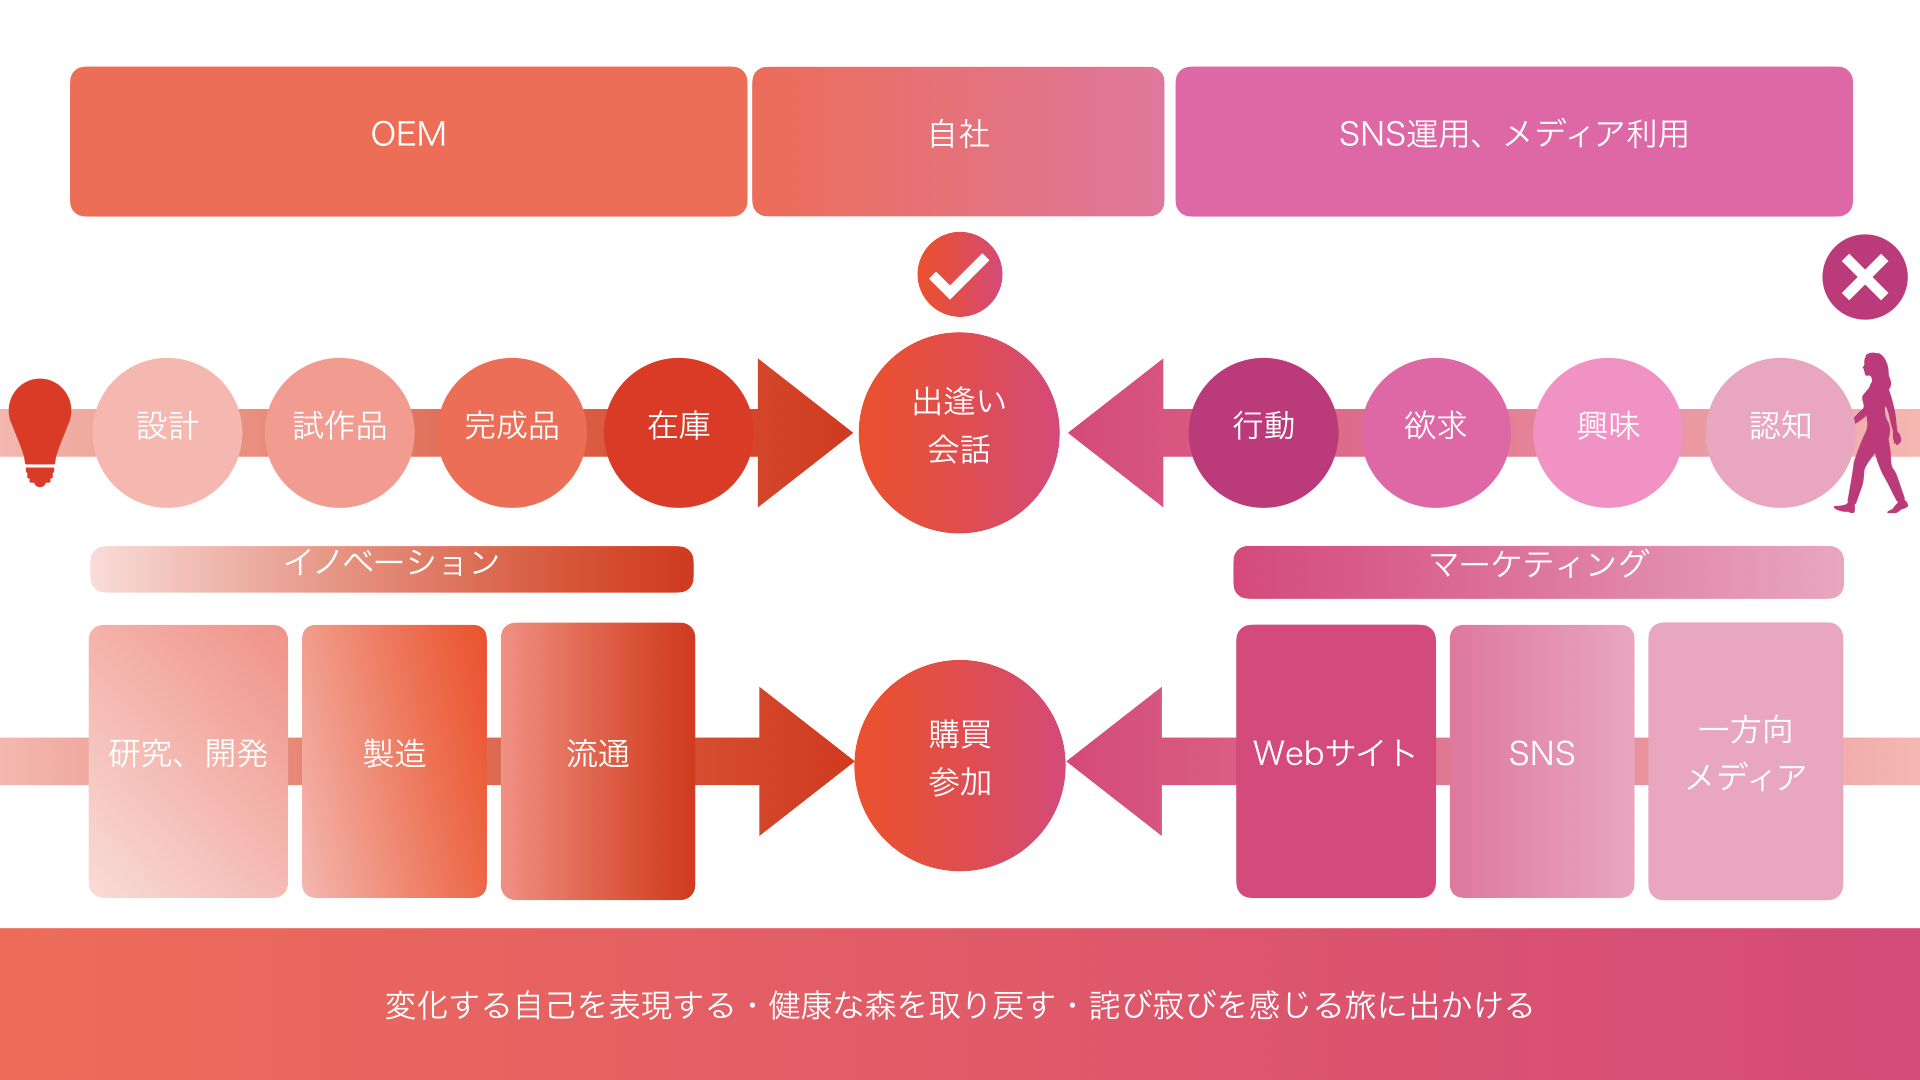 OEM
自社
SNS運用、メディア利用
設計
試作品
完成品
在庫
出逢い
会話
行動
欲求
興味
認知
イノベーション
マーケティング
研究、開発
製造
流通
購買
参加
Webサイト
SNS
一方向
メディア
変化する自己を表現する・健康な森を取り戻す・詫び寂びを感じる旅に出かける